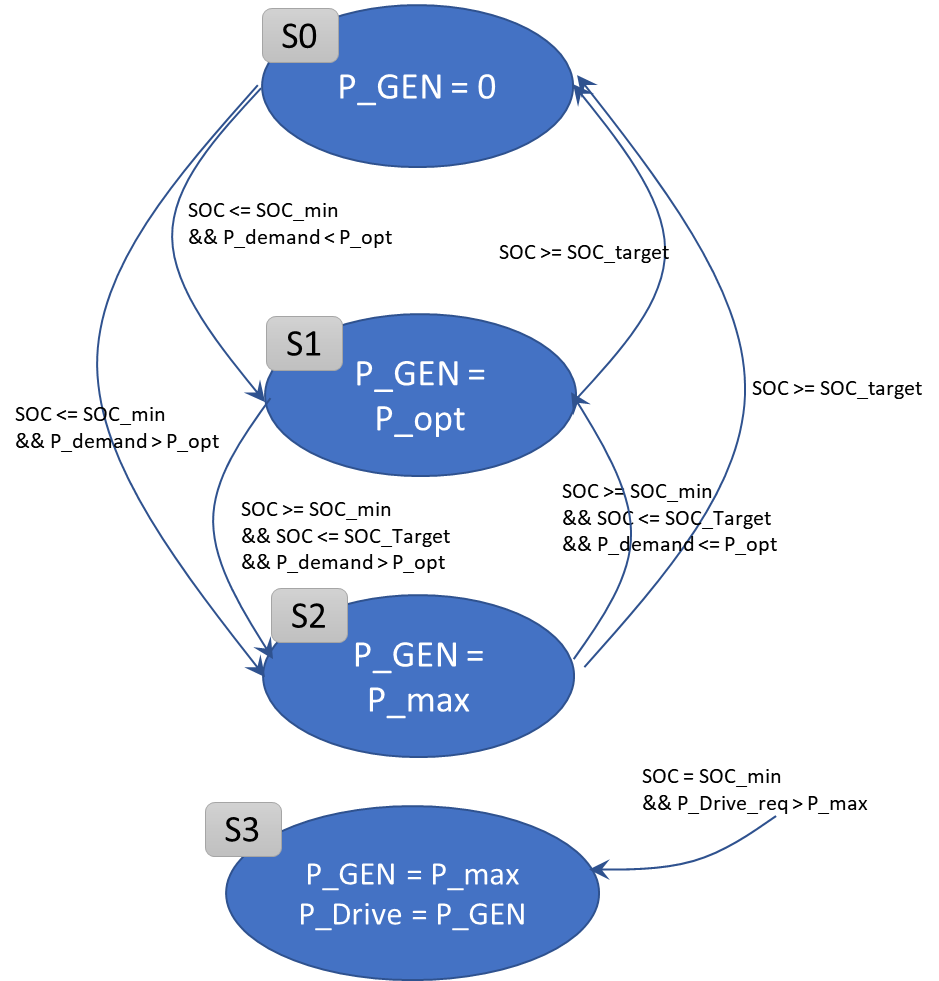 S0
P_GEN = 0
SOC <= SOC_min
&& P_demand < P_opt
SOC >= SOC_target
S1
P_GEN =
P_opt
SOC >= SOC_target
SOC <= SOC_min
&& P_demand > P_opt
SOC >= SOC_min
&& SOC <= SOC_Target
&& P_demand > P_opt
SOC >= SOC_min
&& SOC <= SOC_Target
&& P_demand <= P_opt
S2
P_GEN =
P_max
SOC = SOC_min
&& P_Drive_req > P_max
S3
P_GEN = P_max
P_Drive = P_GEN